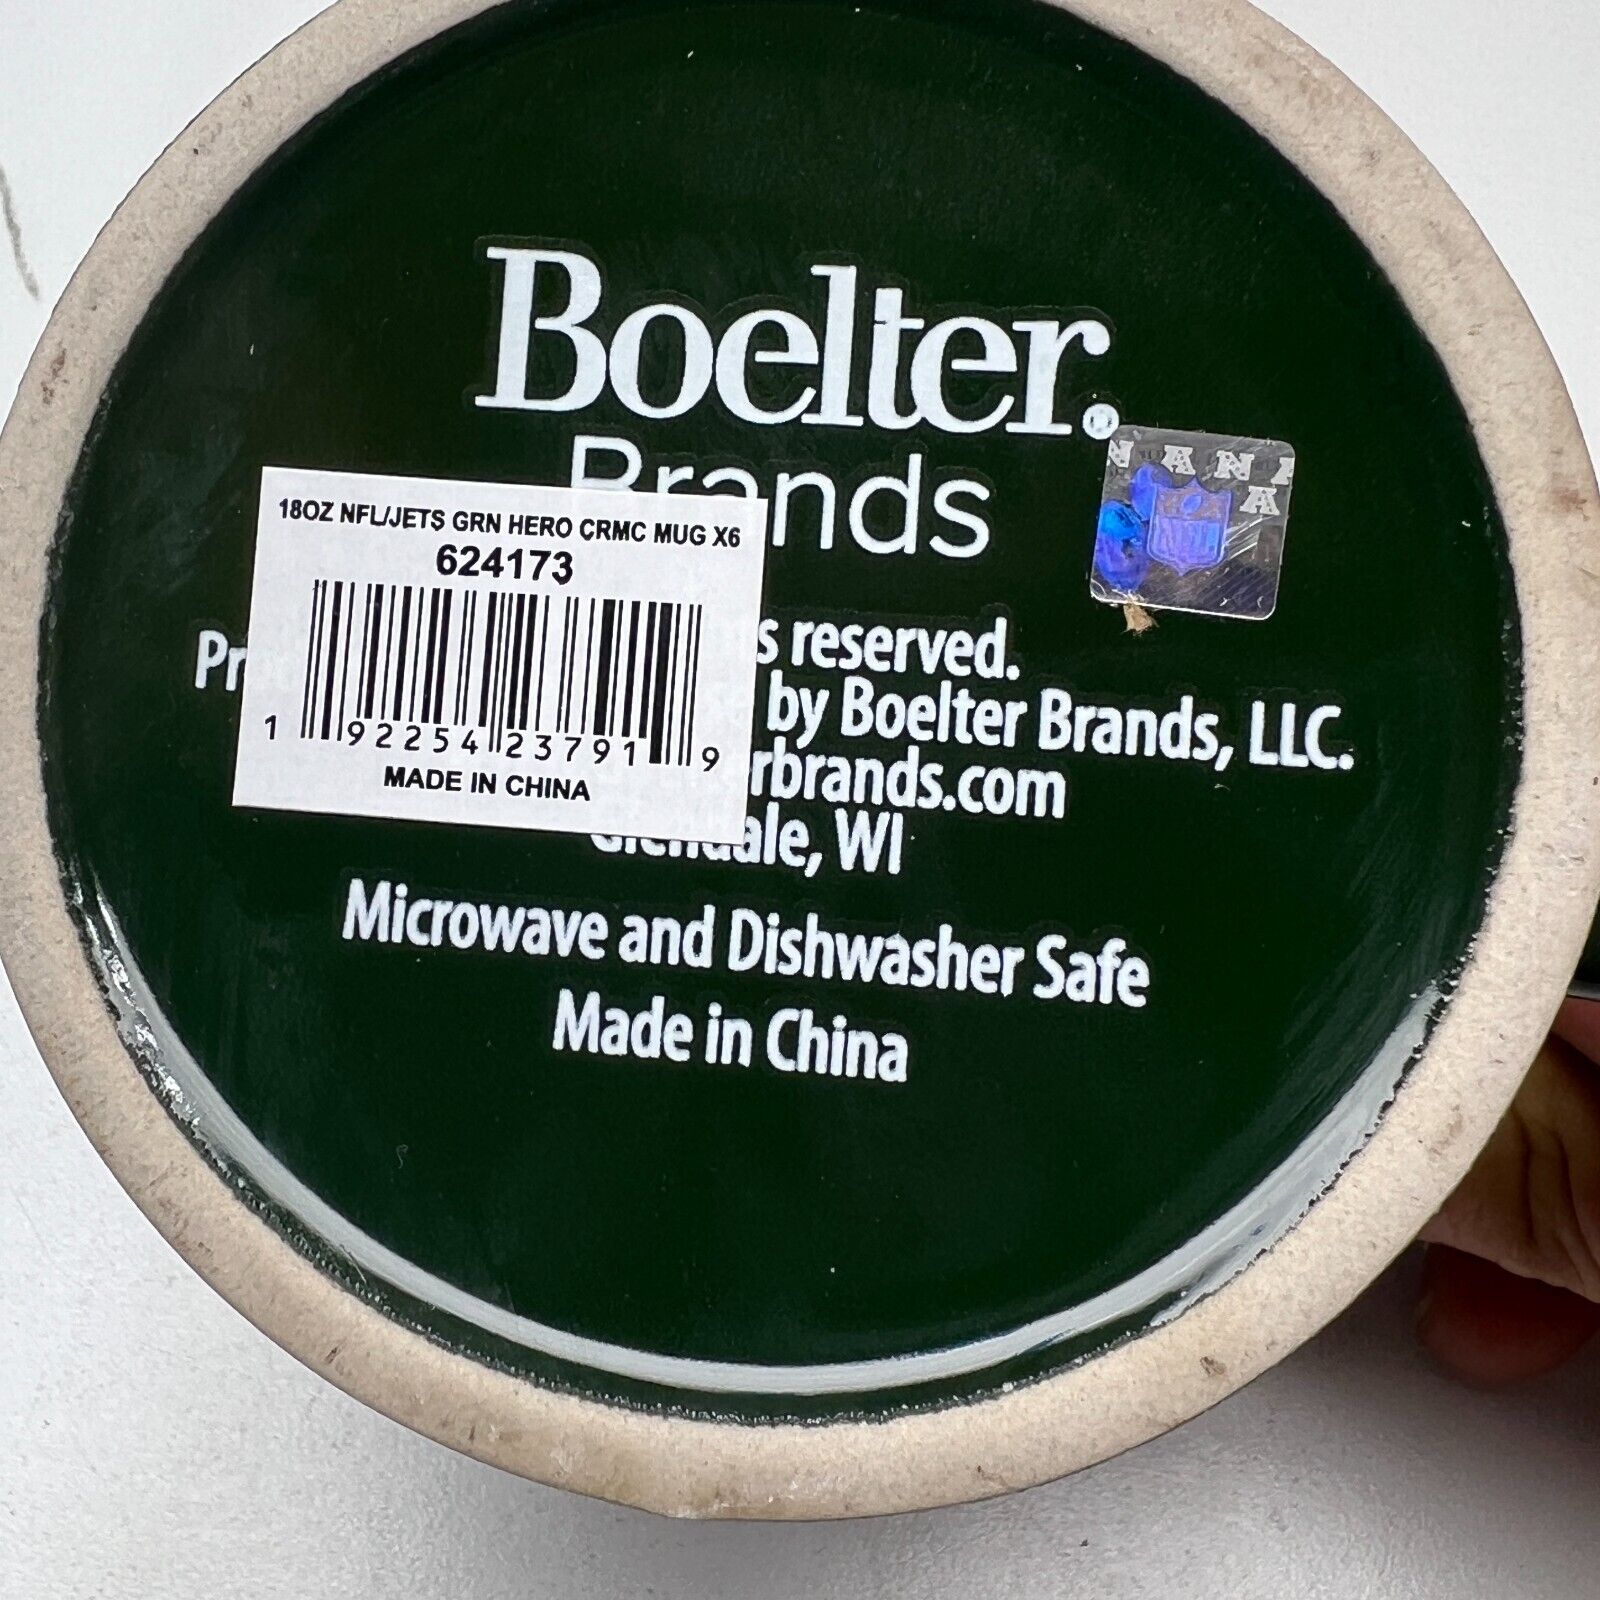 Boelter®
Brands
18OZ NFL/JETS GRN HERO CRMC MUG X6
624173
1 92254 23791 9
MADE IN CHINA
NFL
s reserved.
by Boelter Brands, LLC.
rbrands.com
Glendale, WI
Microwave and Dishwasher Safe
Made in China